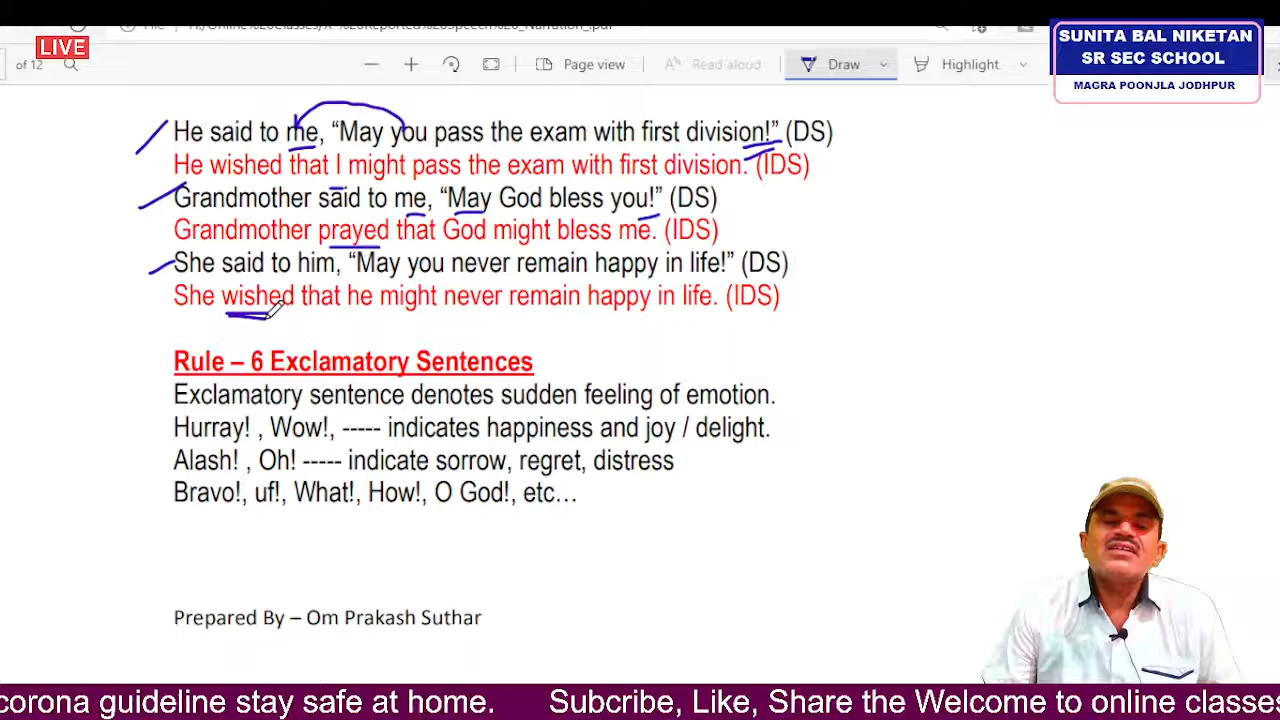 LIVE
SUNITA BAL NIKETAN
SR SEC SCHOOL
MAGRA POONJLA JODHPUR
of 12
Page view
Read aloud
Draw
Highlight
He said to me, “May you pass the exam with first division!” (DS)
He wished that I might pass the exam with first division. (IDS)
Grandmother said to me, “May God bless you!” (DS)
Grandmother prayed that God might bless me. (IDS)
She said to him, “May you never remain happy in life!” (DS)
She wished that he might never remain happy in life. (IDS)
Rule – 6 Exclamatory Sentences
Exclamatory sentence denotes sudden feeling of emotion.
Hurray! , Wow!, ----- indicates happiness and joy / delight.
Alash! , Oh! ----- indicate sorrow, regret, distress
Bravo!, uf!, What!, How!, O God!, etc…
Prepared By – Om Prakash Suthar
corona guideline stay safe at home. Subcribe, Like, Share the Welcome to online classes